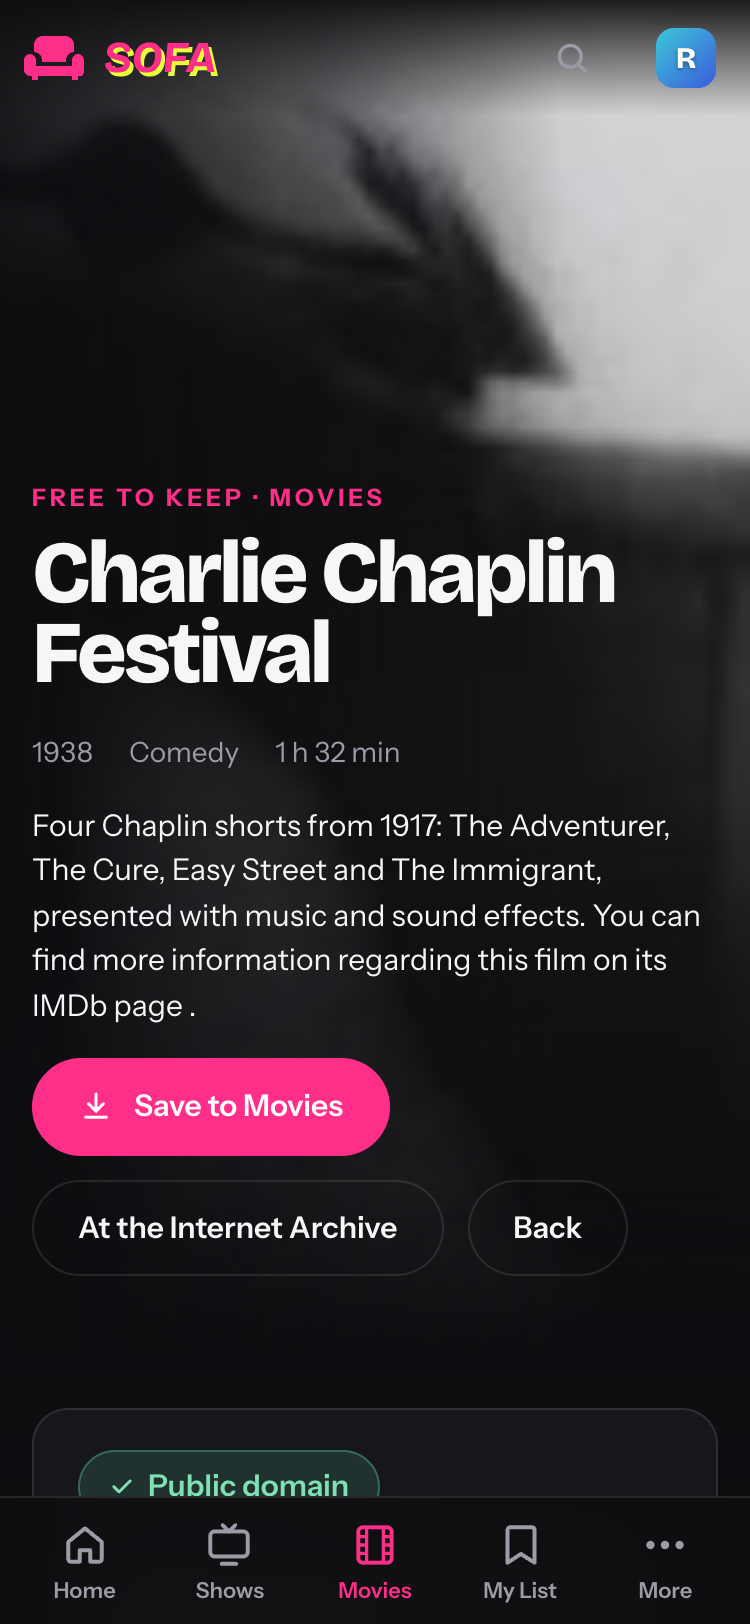 SOFA
R
FREE TO KEEP · MOVIES
Charlie Chaplin
Festival
1938 Comedy 1 h 32 min
Four Chaplin shorts from 1917: The Adventurer,
The Cure, Easy Street and The Immigrant,
presented with music and sound effects. You can
find more information regarding this film on its
IMDb page .
Save to Movies
At the Internet Archive Back
Public domain
Home Shows Movies My List More